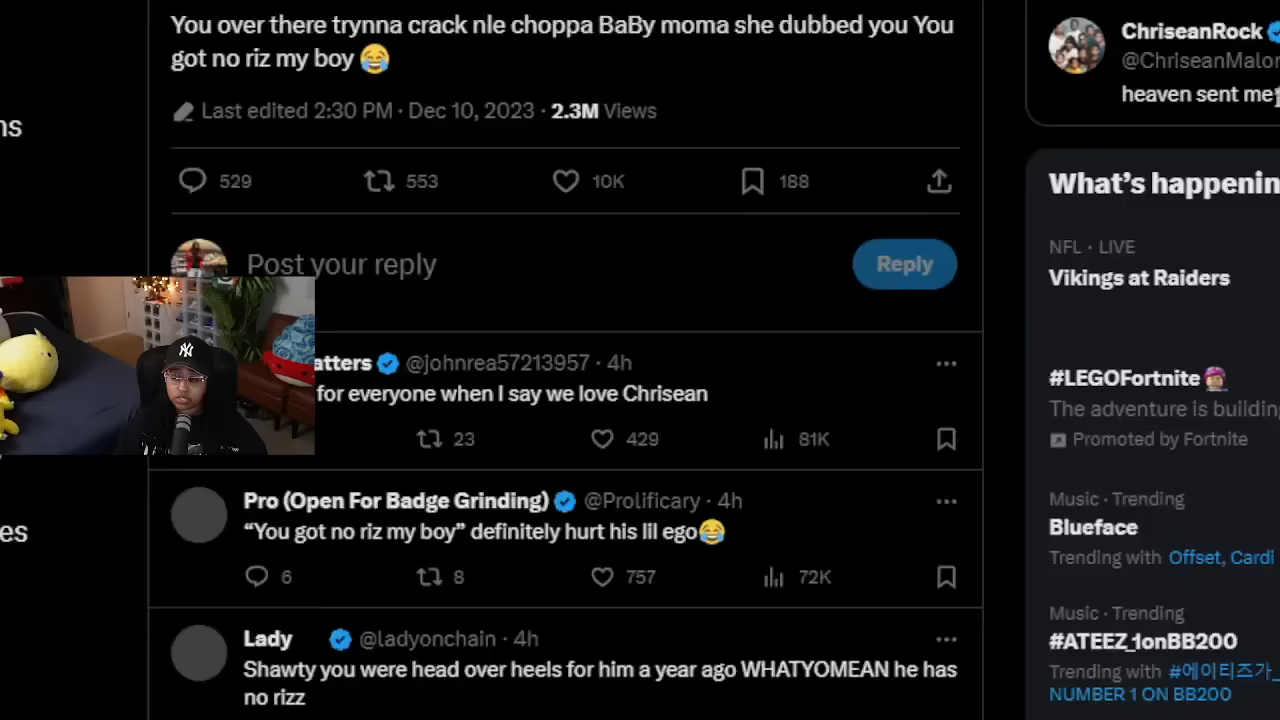 You over there trynna crack nle choppa BaBy moma she dubbed you You
got no riz my boy 😂
Last edited 2:30 PM · Dec 10, 2023 · 2.3M Views
529 553 10K 188
Post your reply
Reply
atters @johnrea57213957 · 4h
for everyone when I say we love Chrisean
23 429 81K
Pro (Open For Badge Grinding) @Prolificary · 4h
“You got no riz my boy” definitely hurt his lil ego😂
6 8 757 72K
Lady @ladyonchain · 4h
Shawty you were head over heels for him a year ago WHATYOMEAN he has
no rizz
ns
es
ChriseanRock
@ChriseanMalor
heaven sent me
What’s happenin
NFL · LIVE
Vikings at Raiders
#LEGOFortnite
The adventure is building
Promoted by Fortnite
Music · Trending
Blueface
Trending with Offset, Cardi
Music · Trending
#ATEEZ_1onBB200
Trending with #에이티즈가_
NUMBER 1 ON BB200